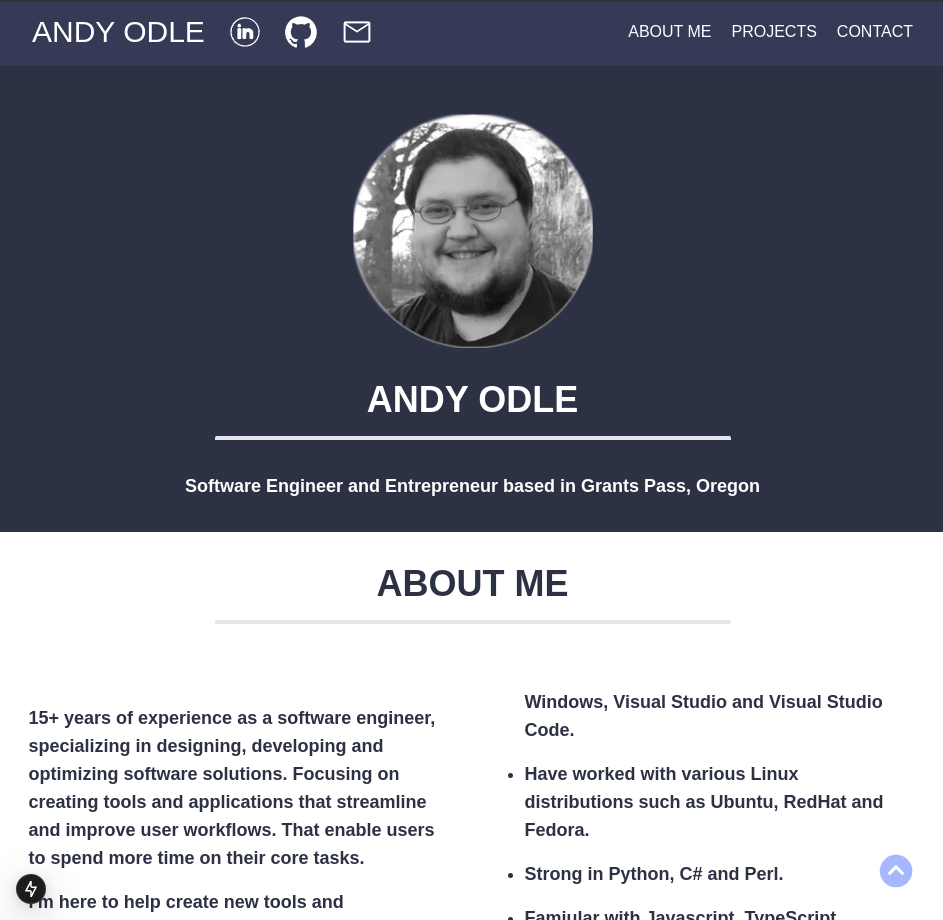 ANDY ODLE
ABOUT ME
PROJECTS
CONTACT
ANDY ODLE
Software Engineer and Entrepreneur based in Grants Pass, Oregon
ABOUT ME
15+ years of experience as a software engineer,
specializing in designing, developing and
optimizing software solutions. Focusing on
creating tools and applications that streamline
and improve user workflows. That enable users
to spend more time on their core tasks.
I'm here to help create new tools and
Windows, Visual Studio and Visual Studio
Code.
• Have worked with various Linux
distributions such as Ubuntu, RedHat and
Fedora.
• Strong in Python, C# and Perl.
• Famiular with Javascript, TypeScript,